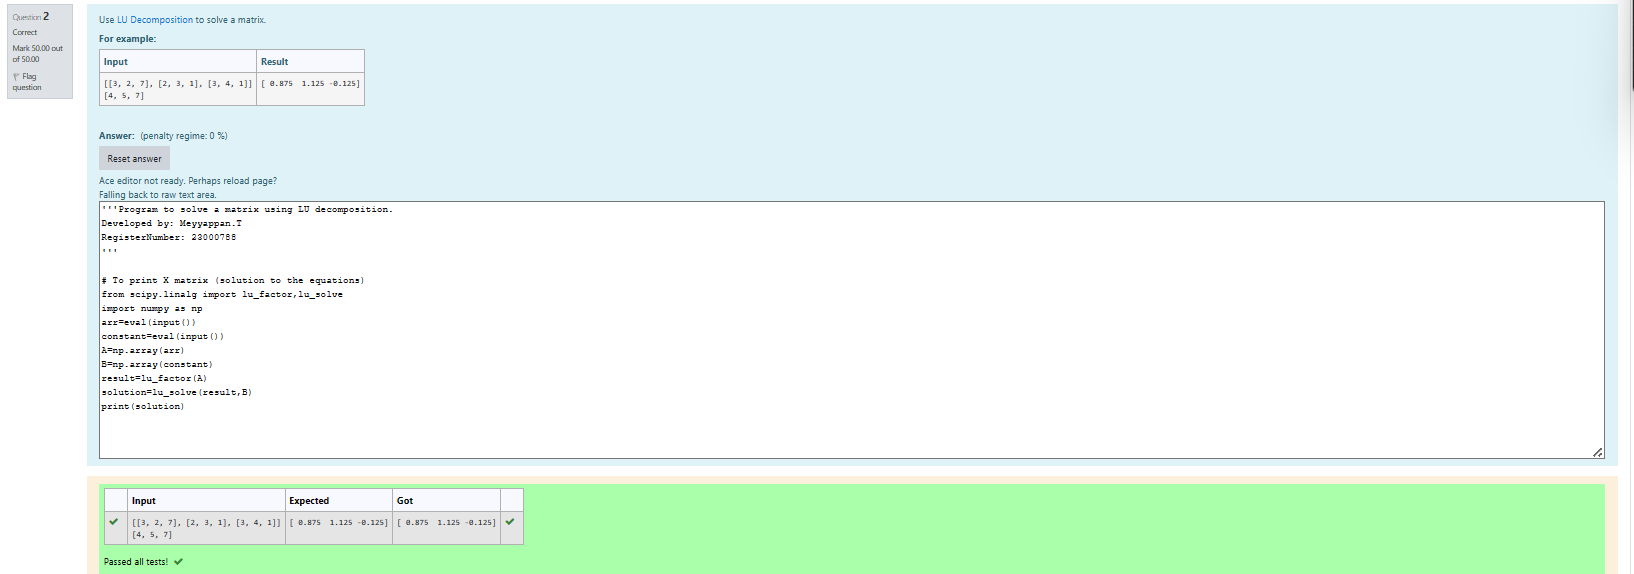 Question 2
Correct
Mark 50.00 out
of 50.00
Flag
question
Use LU Decomposition to solve a matrix.
For example:
Input Result
[[3, 2, 7], [2, 3, 1], [3, 4, 1]] [ 0.875  1.125 -0.125]
[4, 5, 7]
Answer: (penalty regime: 0 %)
Reset answer
Ace editor not ready. Perhaps reload page?
Falling back to raw text area.
'''Program to solve a matrix using LU decomposition.
Developed by: Meyyappan.T
RegisterNumber: 23000788
'''
# To print X matrix (solution to the equations)
from scipy.linalg import lu_factor,lu_solve
import numpy as np
arr=eval(input())
constant=eval(input())
A=np.array(arr)
B=np.array(constant)
result=lu_factor(A)
solution=lu_solve(result,B)
print(solution)
Input Expected Got
[[3, 2, 7], [2, 3, 1], [3, 4, 1]] [ 0.875  1.125 -0.125] [ 0.875  1.125 -0.125]
[4, 5, 7]
Passed all tests!